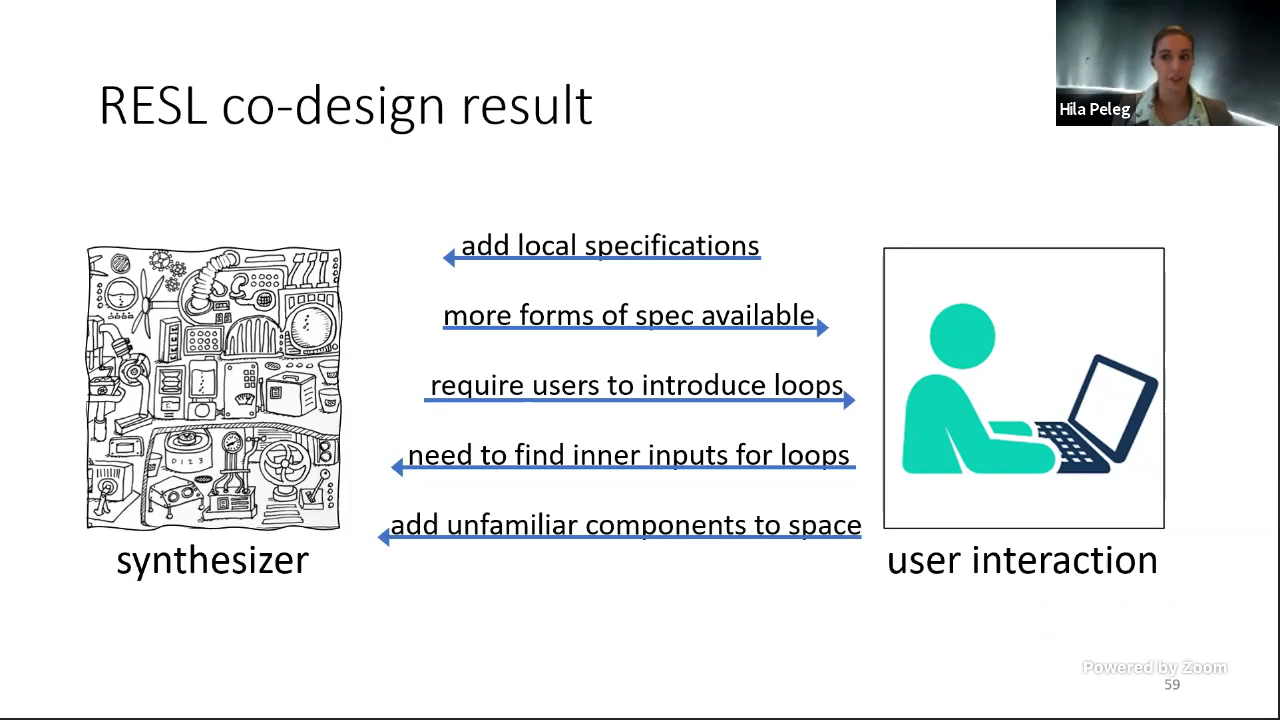 RESL co-design result
Hila Peleg
add local specifications
more forms of spec available
require users to introduce loops
need to find inner inputs for loops
add unfamiliar components to space
synthesizer
user interaction
Powered by Zoom
59